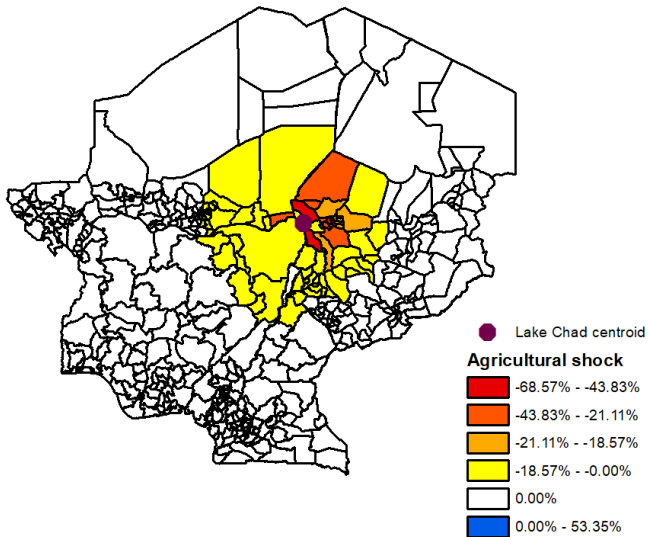 Lake Chad centroid
Agricultural shock
-68.57% - -43.83%
-43.83% - -21.11%
-21.11% - -18.57%
-18.57% - -0.00%
0.00%
0.00% - 53.35%